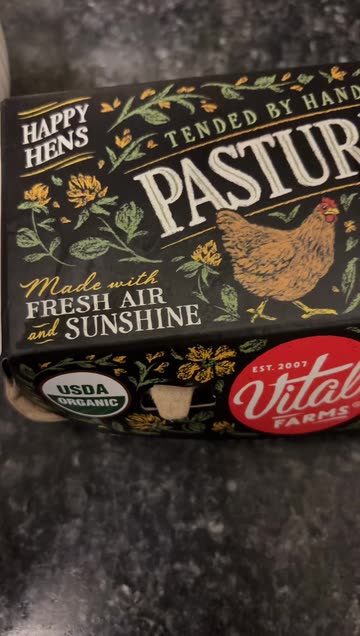 HAPPY
HENS
TENDED BY HAND
PASTUR
Made with
FRESH AIR
and SUNSHINE
USDA
ORGANIC
EST. 2007
Vital
FARMS